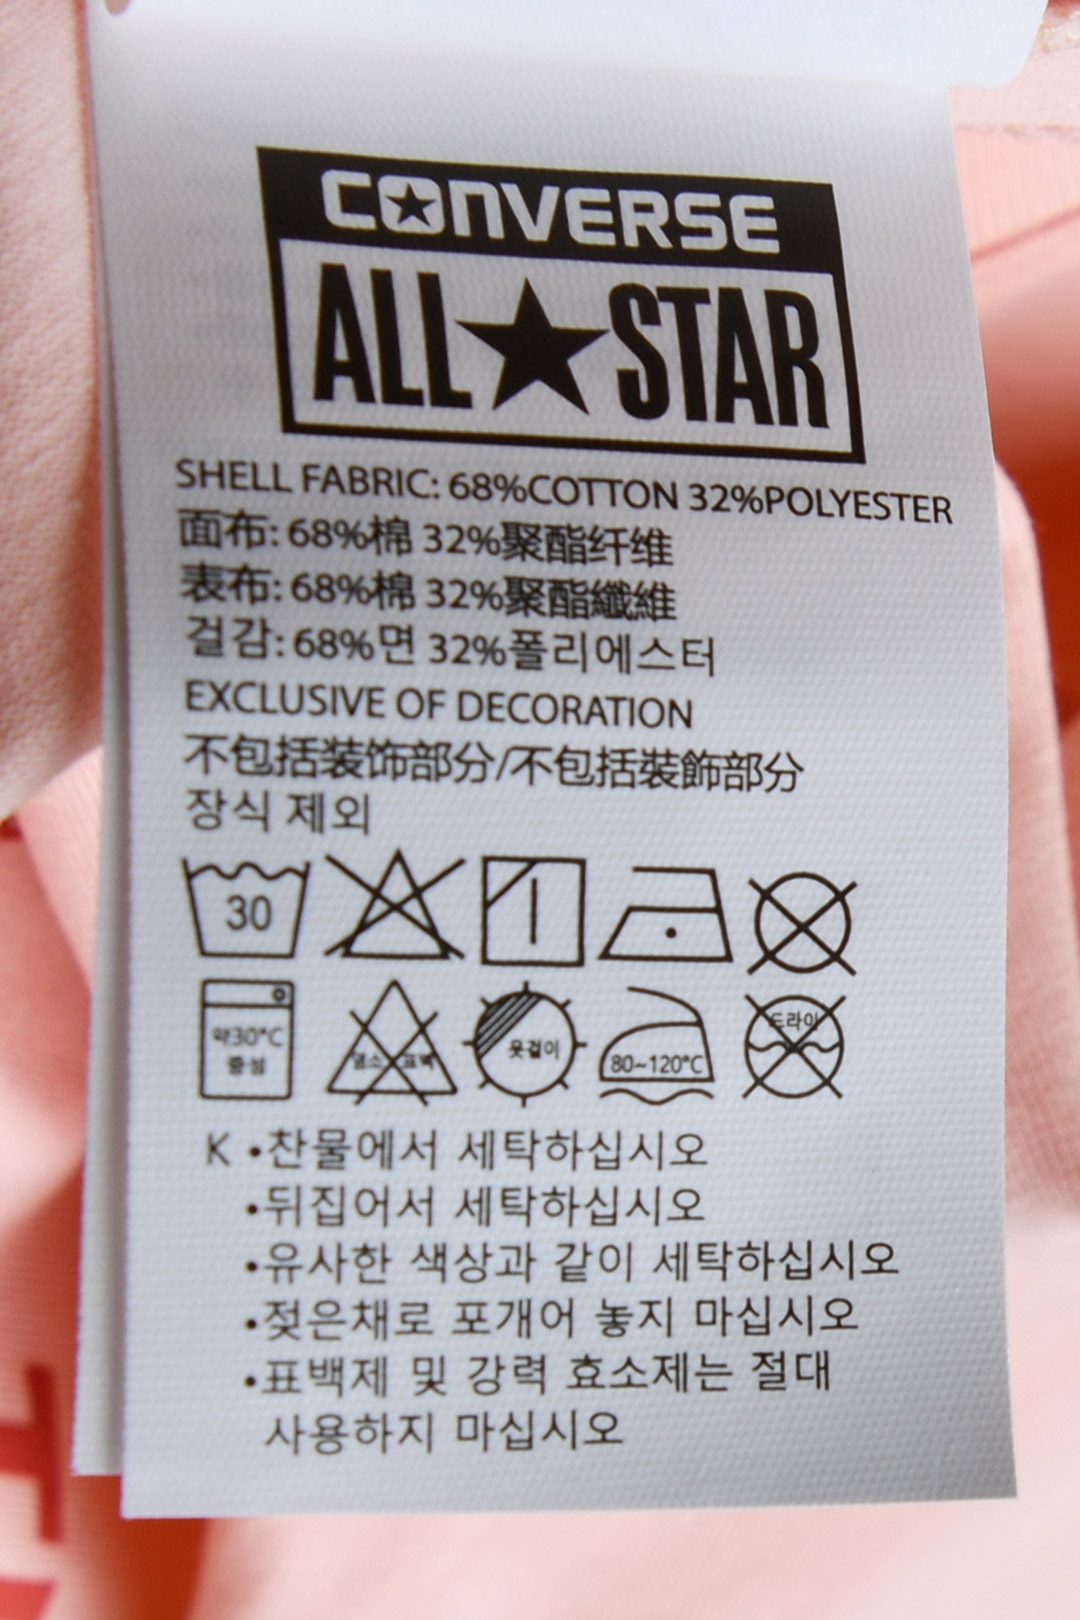 CONVERSE
ALL★STAR
SHELL FABRIC: 68%COTTON 32%POLYESTER
面布: 68%棉 32%聚酯纤维
表布: 68%棉 32%聚酯纖維
겉감: 68%면 32%폴리에스터
EXCLUSIVE OF DECORATION
不包括装饰部分/不包括裝飾部分
장식 제외
30
약30°C 옷걸이 80~120°C 드라이
중성 염소 표백
K •찬물에서 세탁하십시오
•뒤집어서 세탁하십시오
•유사한 색상과 같이 세탁하십시오
•젖은채로 포개어 놓지 마십시오
•표백제 및 강력 효소제는 절대
사용하지 마십시오